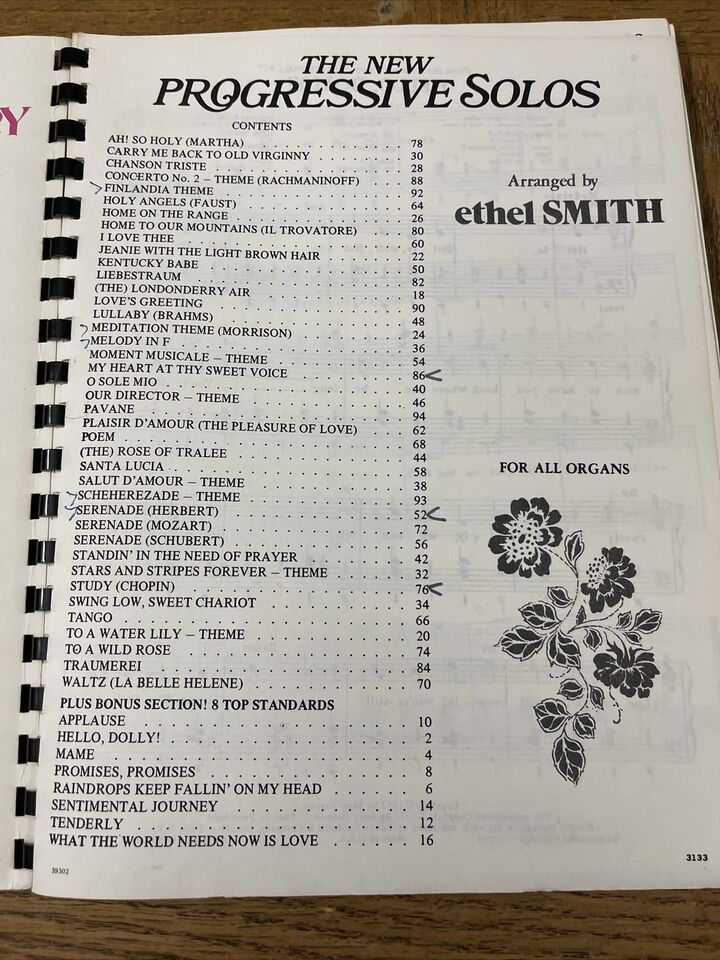 RY
THE NEW
PROGRESSIVE SOLOS
CONTENTS
AH! SO HOLY (MARTHA) 78
CARRY ME BACK TO OLD VIRGINNY 30
CHANSON TRISTE 28
CONCERTO No. 2 – THEME (RACHMANINOFF) 88
FINLANDIA THEME 92
HOLY ANGELS (FAUST) 64
HOME ON THE RANGE 26
HOME TO OUR MOUNTAINS (IL TROVATORE) 80
I LOVE THEE 60
JEANIE WITH THE LIGHT BROWN HAIR 22
KENTUCKY BABE 50
LIEBESTRAUM 82
(THE) LONDONDERRY AIR 18
LOVE'S GREETING 90
LULLABY (BRAHMS) 48
MEDITATION THEME (MORRISON) 24
MELODY IN F 36
MOMENT MUSICALE – THEME 54
MY HEART AT THY SWEET VOICE 86
O SOLE MIO 40
OUR DIRECTOR – THEME 46
PAVANE 94
PLAISIR D'AMOUR (THE PLEASURE OF LOVE) 62
POEM 68
(THE) ROSE OF TRALEE 44
SANTA LUCIA 58
SALUT D'AMOUR – THEME 38
SCHEHEREZADE – THEME 93
SERENADE (HERBERT) 52
SERENADE (MOZART) 72
SERENADE (SCHUBERT) 56
STANDIN' IN THE NEED OF PRAYER 42
STARS AND STRIPES FOREVER – THEME 32
STUDY (CHOPIN) 76
SWING LOW, SWEET CHARIOT 34
TANGO 66
TO A WATER LILY – THEME 20
TO A WILD ROSE 74
TRAUMEREI 84
WALTZ (LA BELLE HELENE) 70
PLUS BONUS SECTION! 8 TOP STANDARDS
APPLAUSE 10
HELLO, DOLLY! 2
MAME 4
PROMISES, PROMISES 8
RAINDROPS KEEP FALLIN' ON MY HEAD 6
SENTIMENTAL JOURNEY 14
TENDERLY 12
WHAT THE WORLD NEEDS NOW IS LOVE 16
39302
Arranged by
ethel SMITH
FOR ALL ORGANS
3133